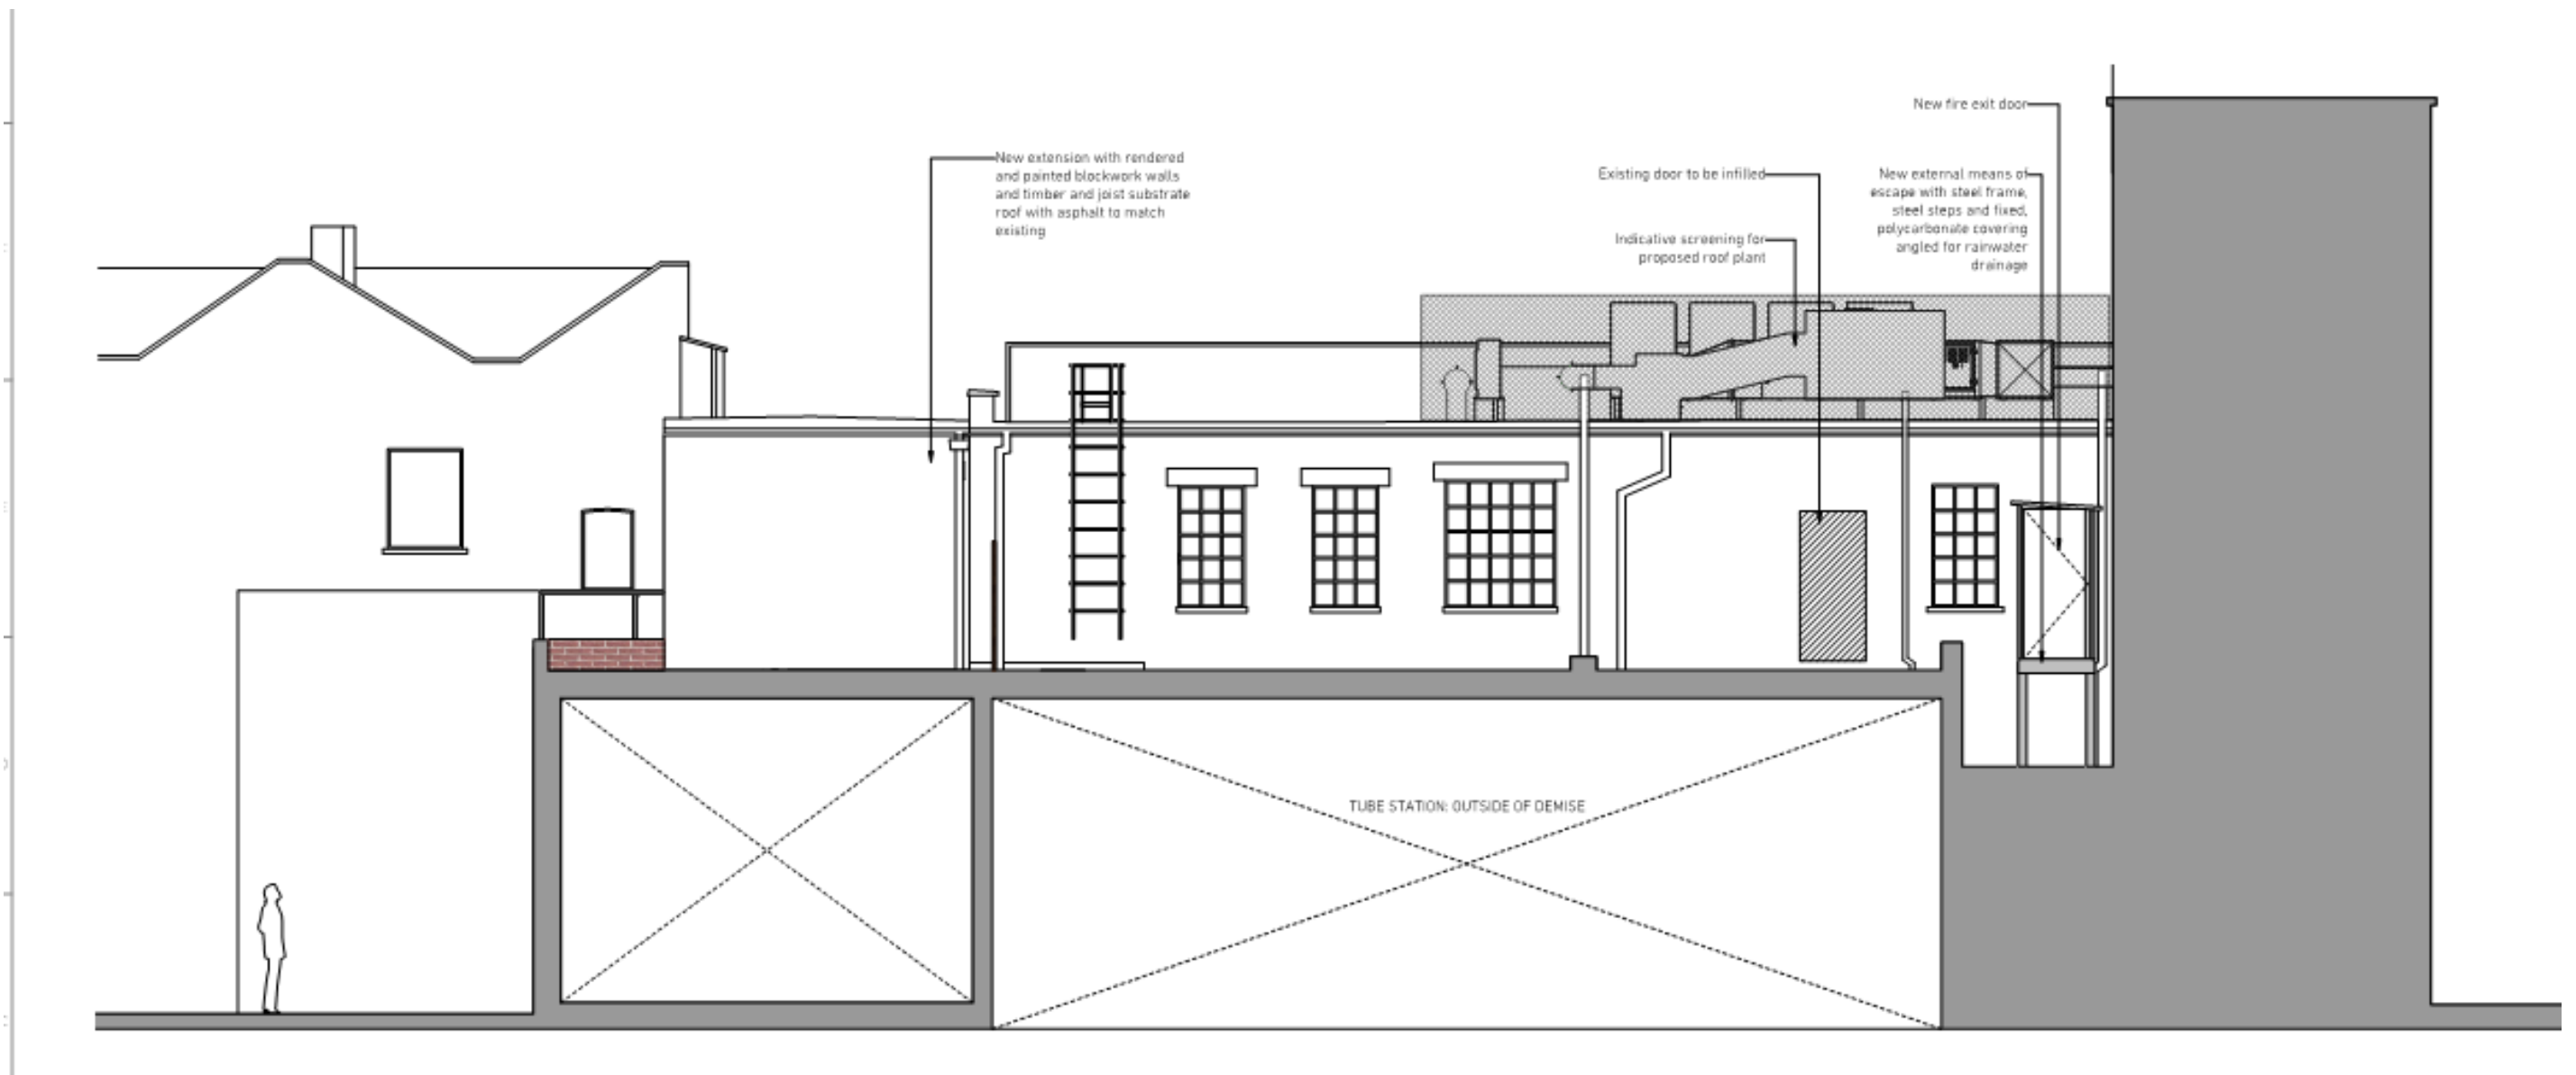 New fire exit door
New extension with rendered
and painted blockwork walls
and timber and joist substrate
roof with asphalt to match
existing
Existing door to be infilled
New external means of
escape with steel frame,
steel steps and fixed,
polycarbonate covering
angled for rainwater
drainage
Indicative screening for
proposed roof plant
TUBE STATION: OUTSIDE OF DEMISE